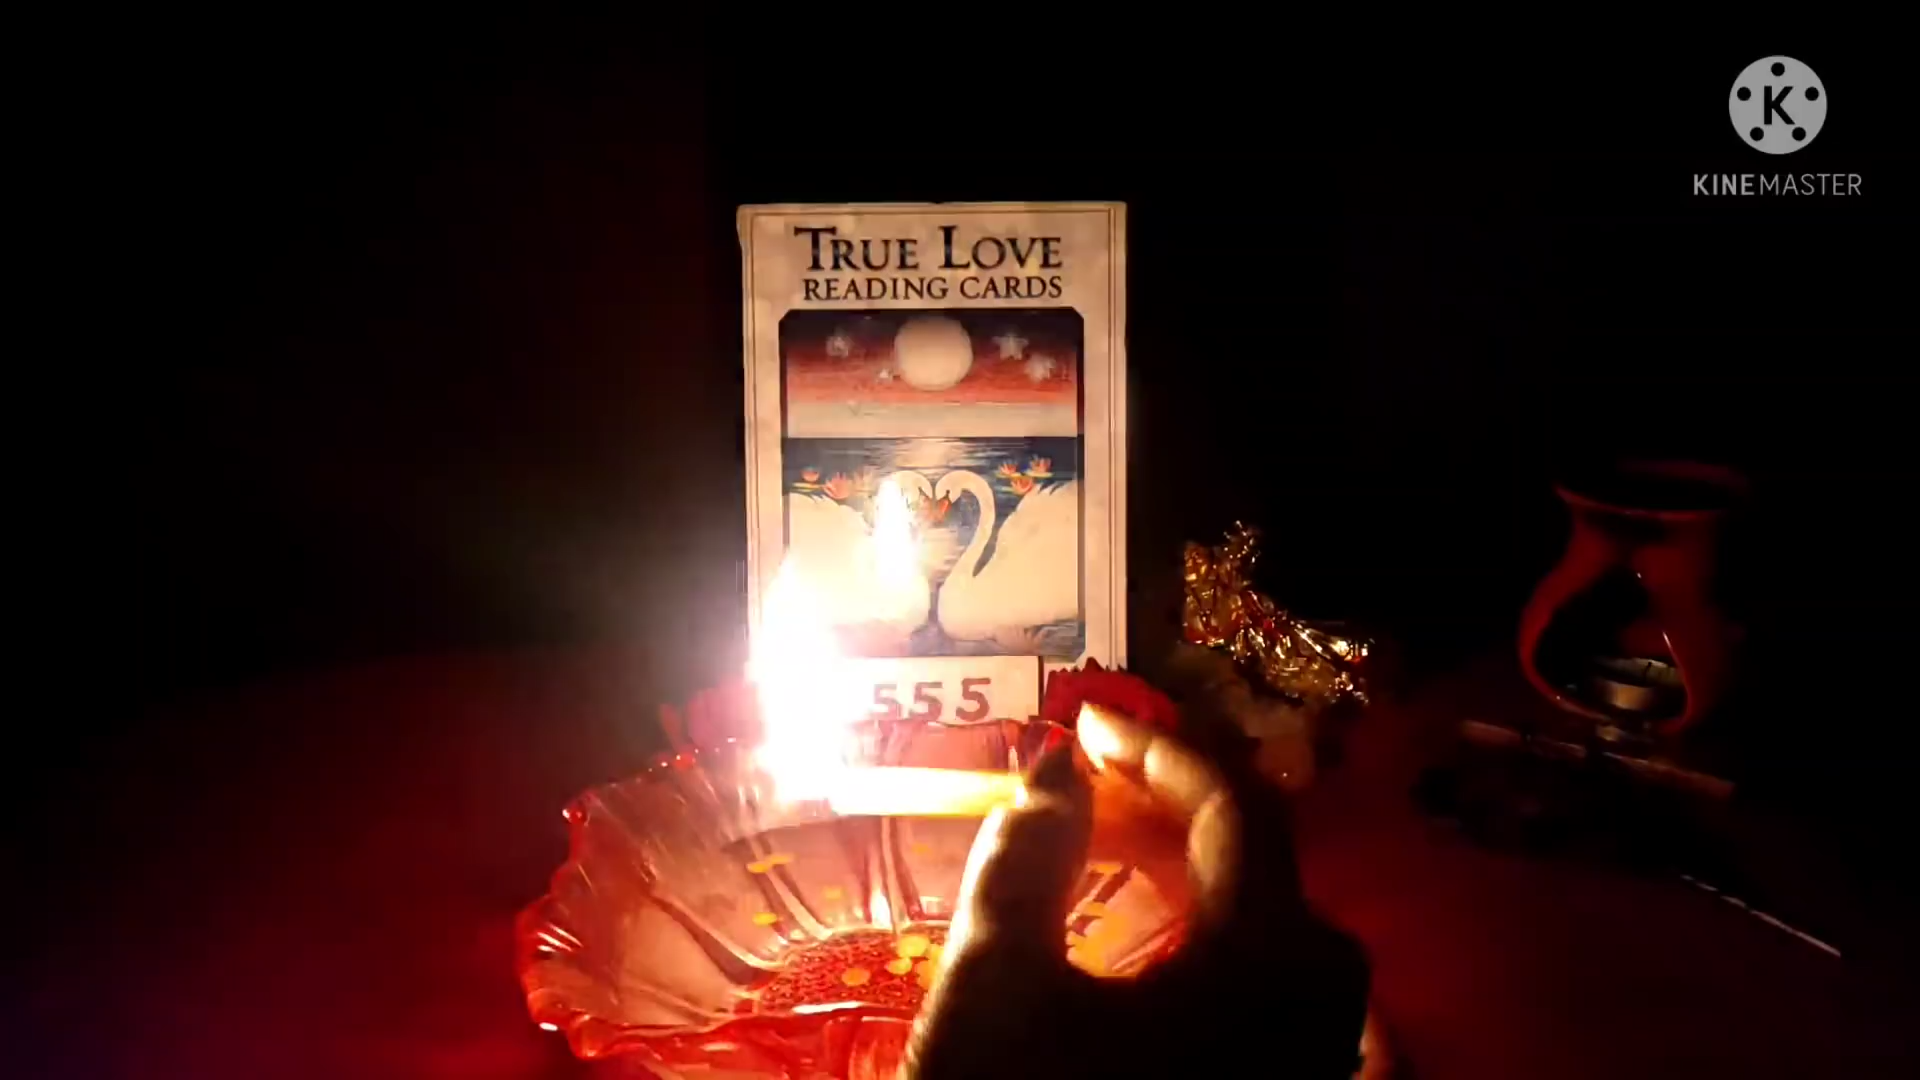 K
KINEMASTER
TRUE LOVE
READING CARDS
555